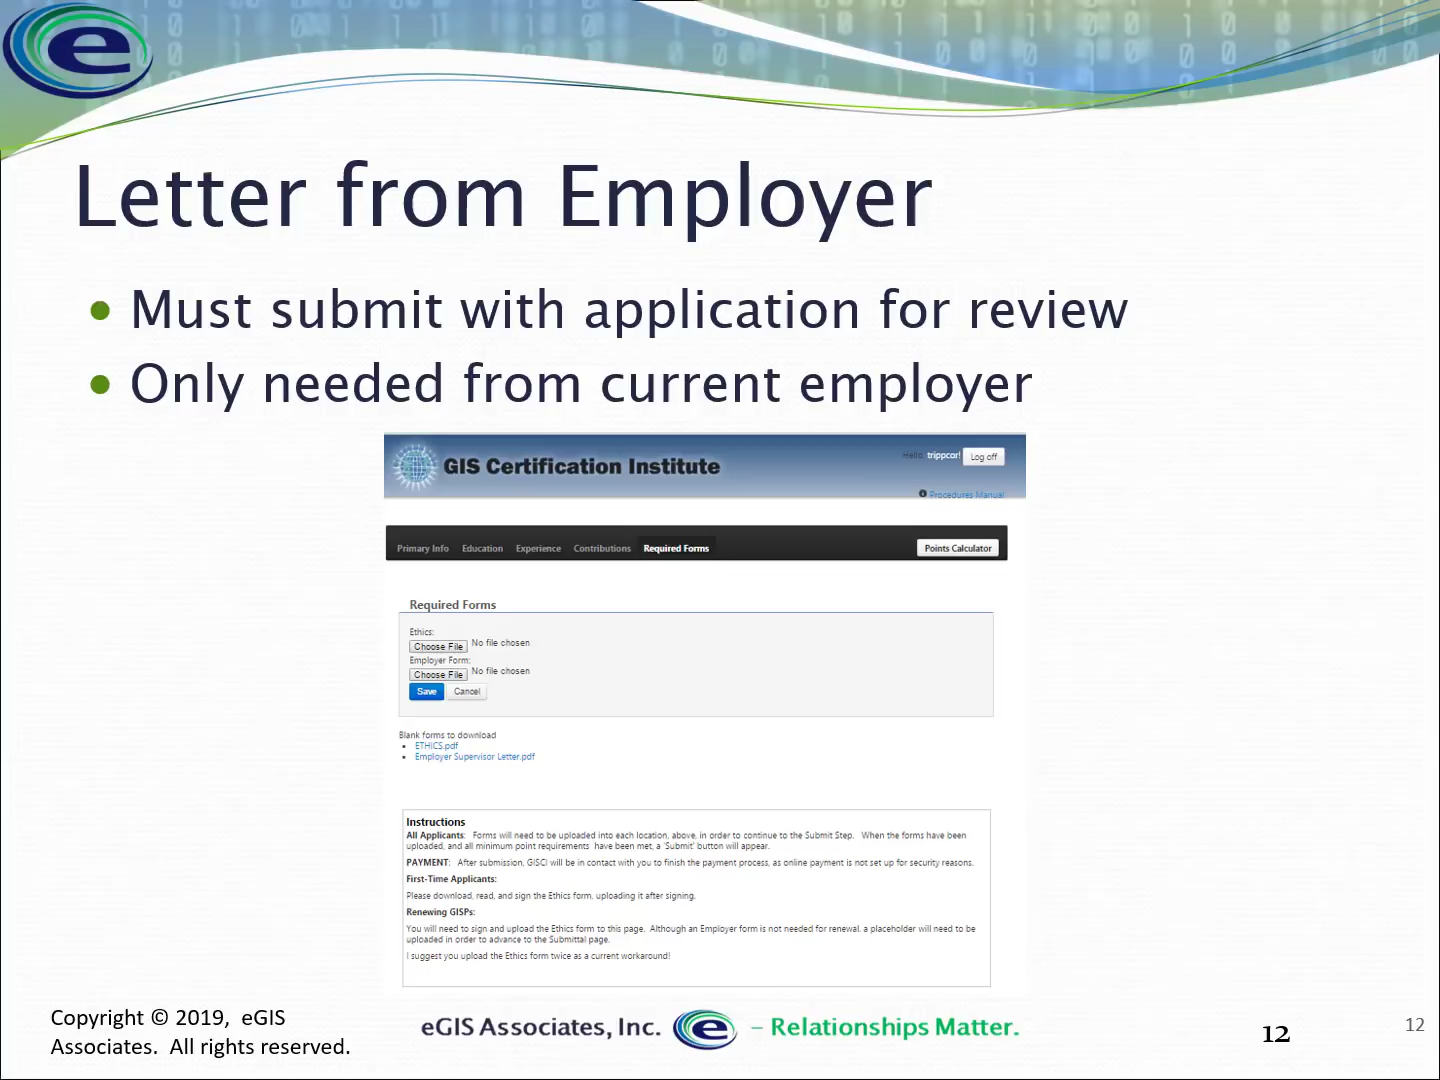 Letter from Employer
Must submit with application for review
Only needed from current employer
GIS Certification Institute
Hello, trippcor! Log off
Procedures Manual
Primary Info Education Experience Contributions Required Forms Points Calculator
Required Forms
Ethics:
Choose File No file chosen
Employer Form:
Choose File No file chosen
Save Cancel
Blank forms to download
ETHICS.pdf
Employer Supervisor Letter.pdf
Instructions
All Applicants: Forms will need to be uploaded into each location, above, in order to continue to the Submit Step. When the forms have been
uploaded, and all minimum point requirements have been met, a 'Submit' button will appear.
PAYMENT: After submission, GISCI will be in contact with you to finish the payment process, as online payment is not set up for security reasons.
First-Time Applicants:
Please download, read, and sign the Ethics form, uploading it after signing.
Renewing GISPs:
You will need to sign and upload the Ethics form to this page. Although an Employer form is not needed for renewal. a placeholder will need to be
uploaded in order to advance to the Submittal page.
I suggest you upload the Ethics form twice as a current workaround!
Copyright © 2019, eGIS
Associates. All rights reserved.
eGIS Associates, Inc. e – Relationships Matter.
12
12